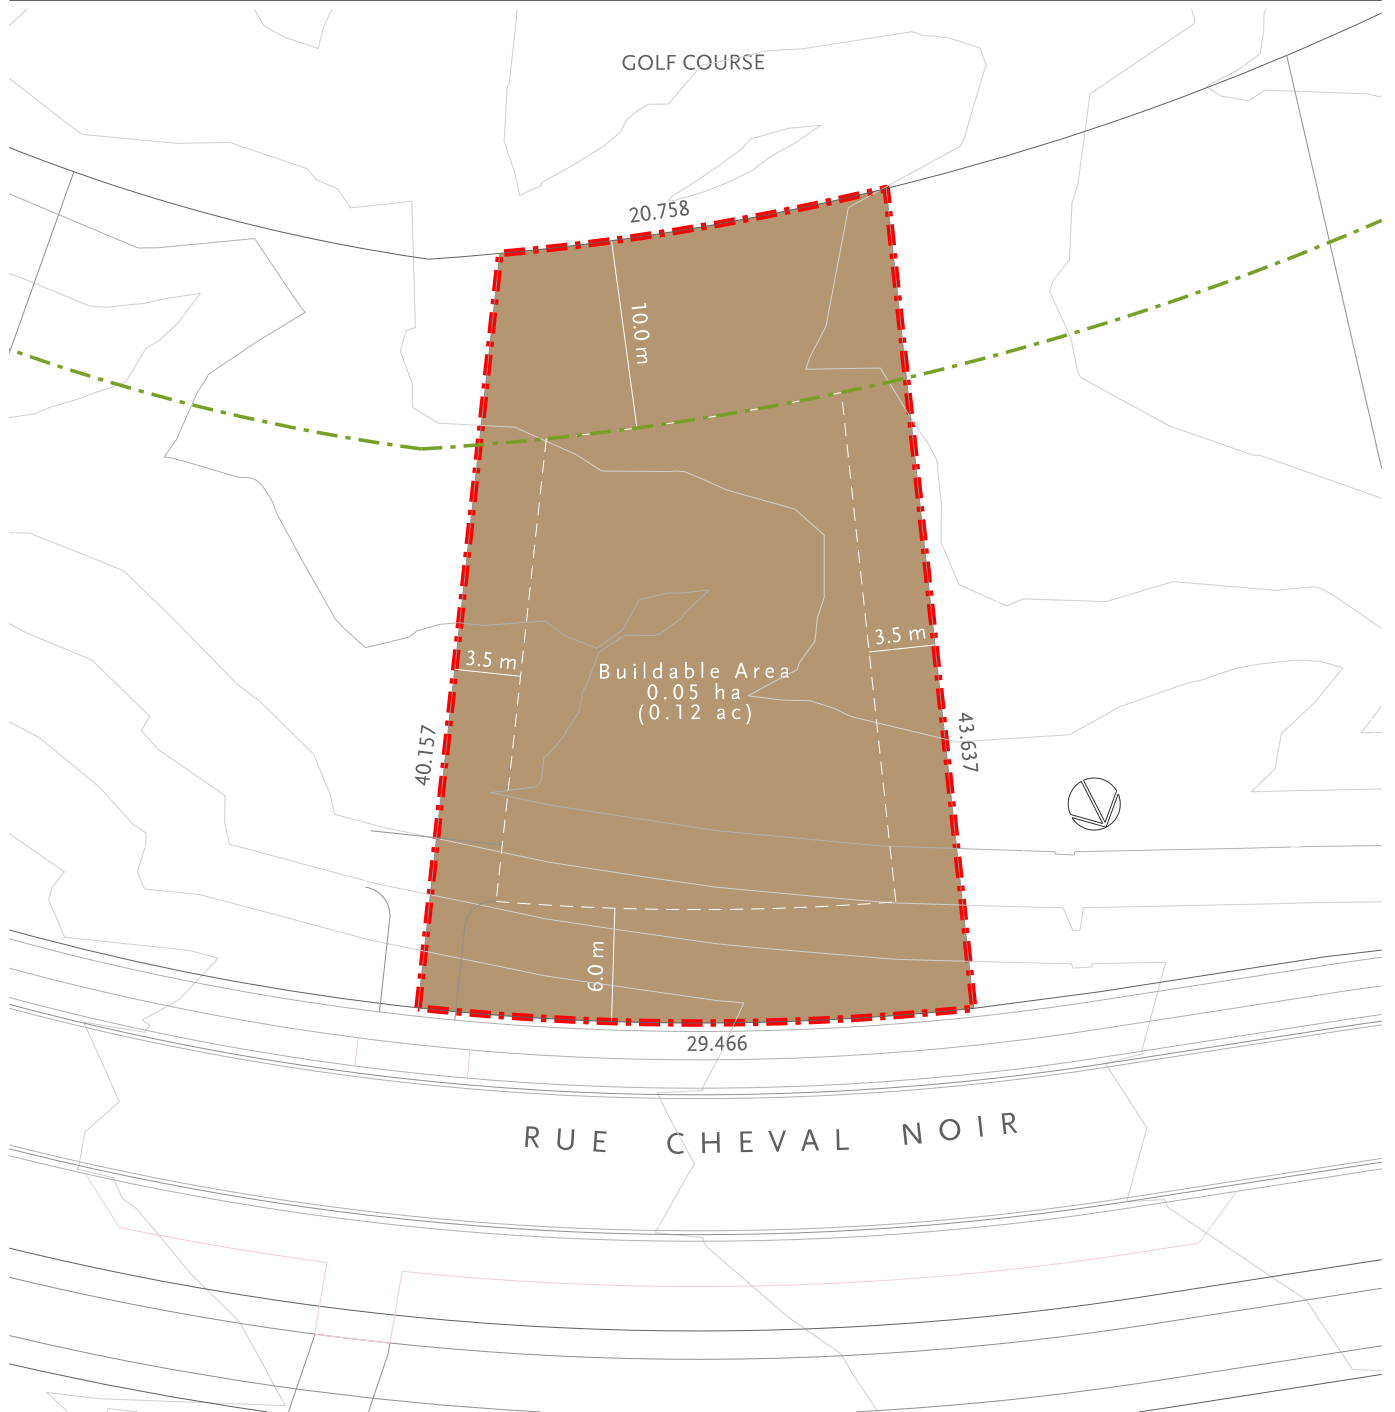 GOLF COURSE
20.758
10.0 m
3.5 m
3.5 m
Buildable Area
0.05 ha
(0.12 ac)
40.157
43.637
6.0 m
29.466
RUE CHEVAL NOIR